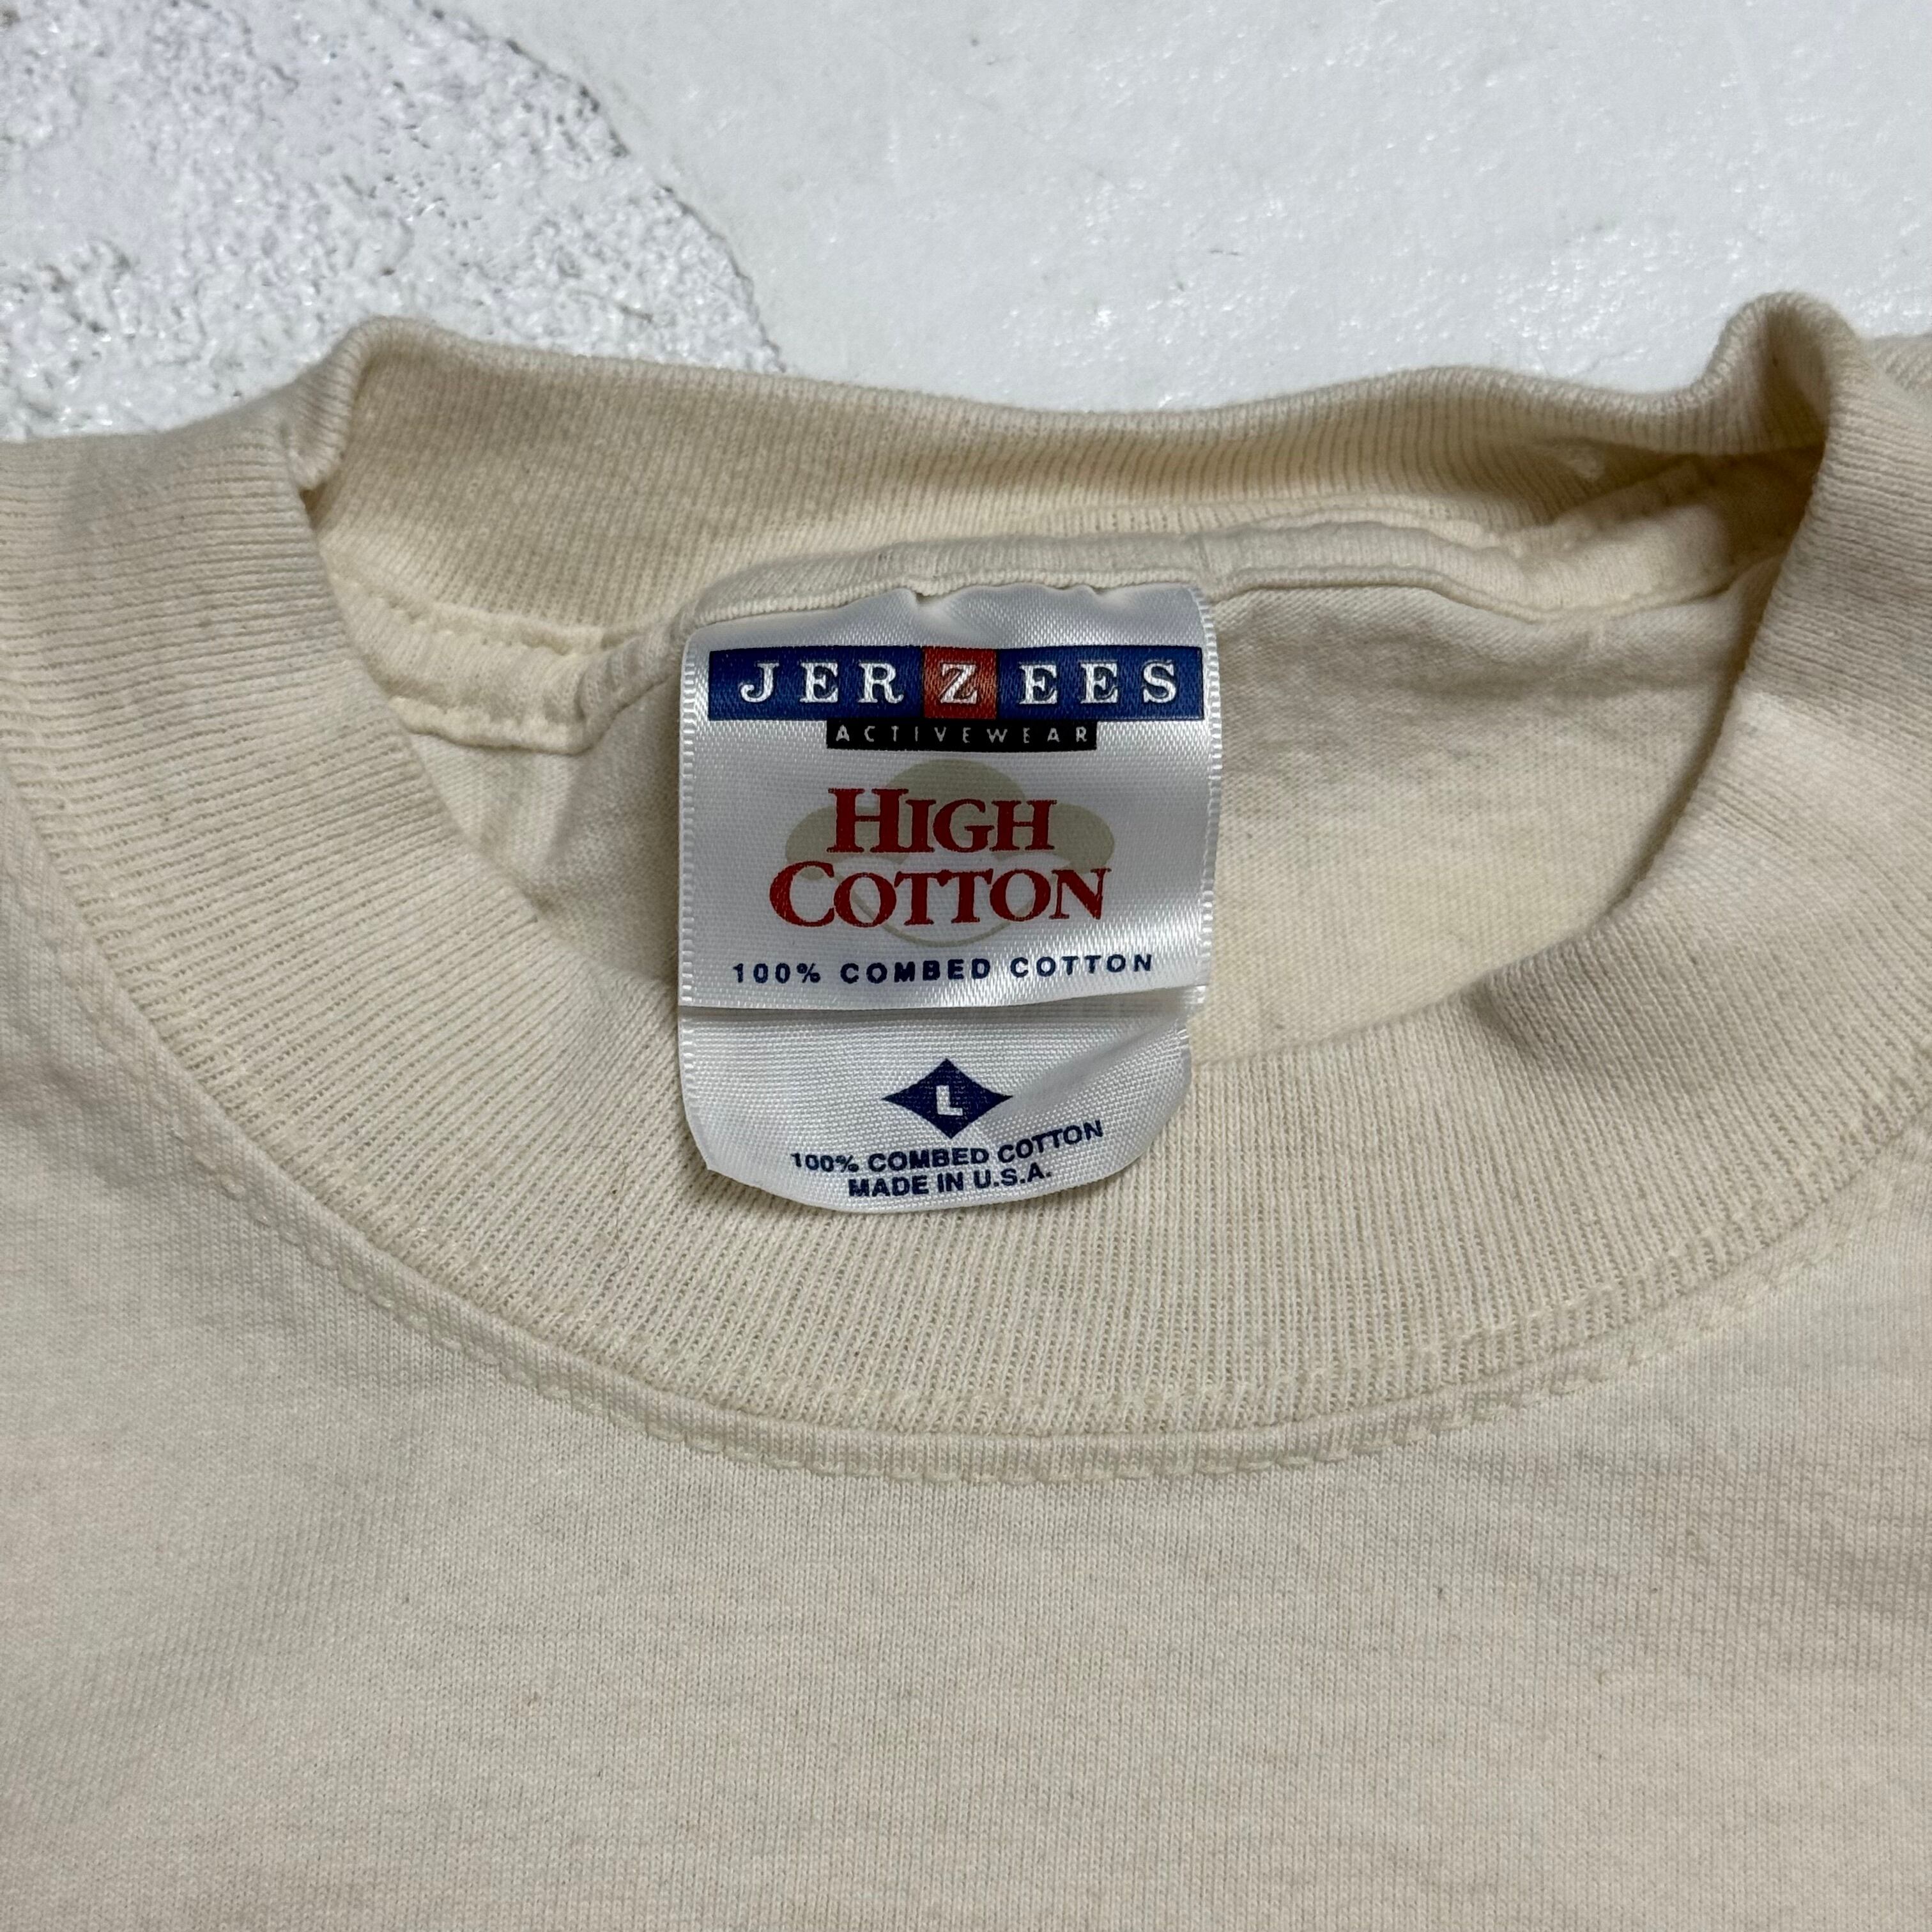 JERZEES
ACTIVEWEAR
HIGH
COTTON
100% COMBED COTTON
L
100% COMBED COTTON
MADE IN U.S.A.